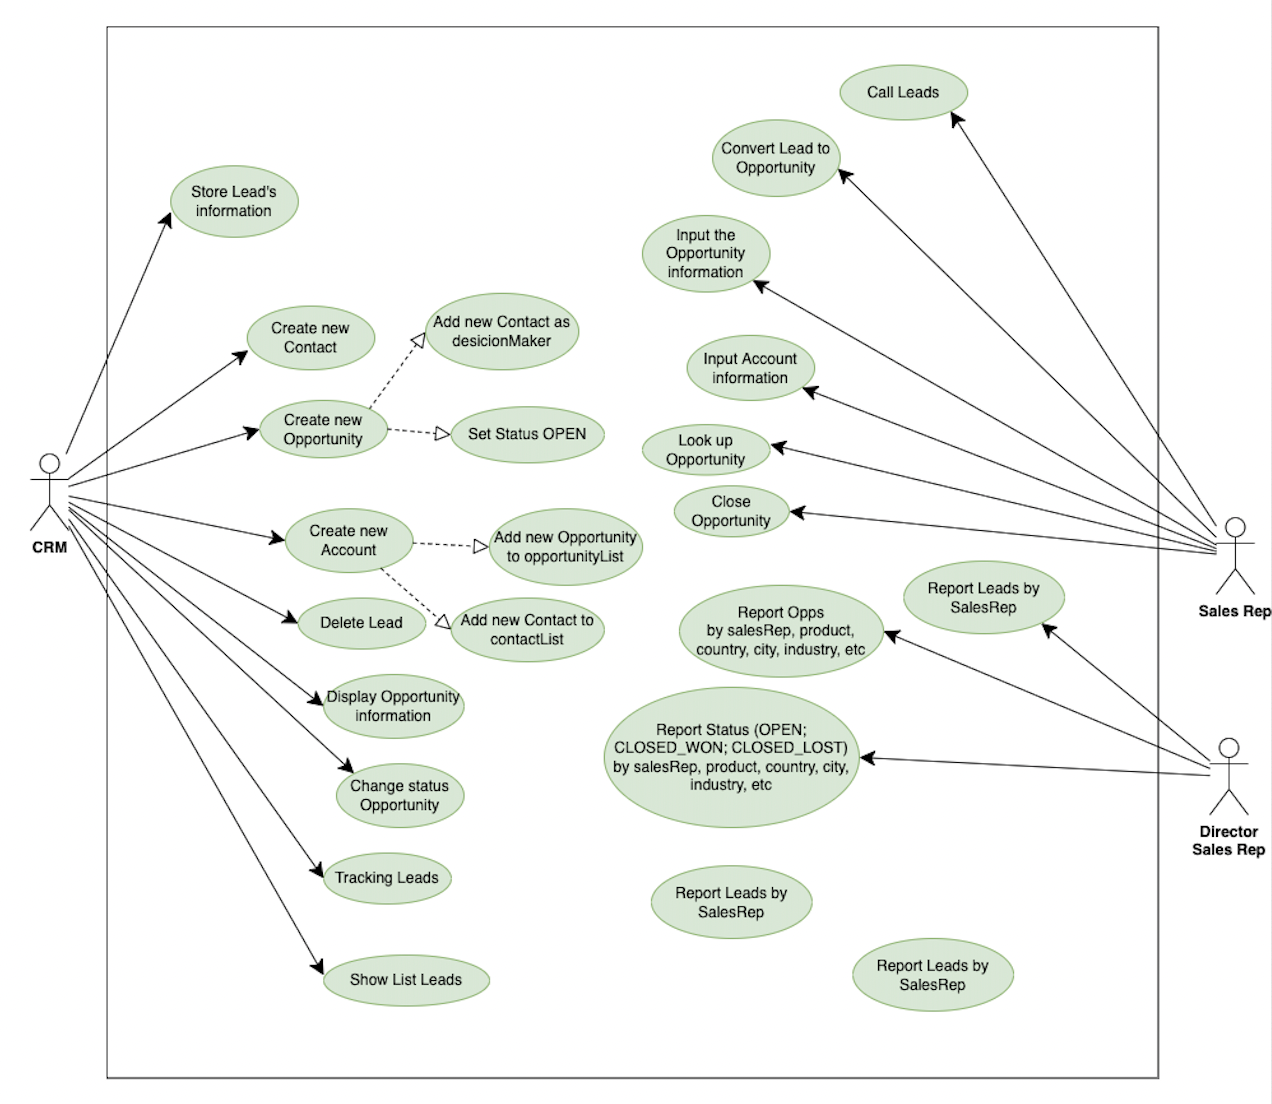 Call Leads
Convert Lead to
Opportunity
Store Lead's
information
Input the
Opportunity
information
Create new
Contact
Add new Contact as
desicionMaker
Input Account
information
Create new
Opportunity
Set Status OPEN
Look up
Opportunity
Close
Opportunity
CRM
Create new
Account
Add new Opportunity
to opportunityList
Sales Rep
Delete Lead
Add new Contact to
contactList
Report Opps
by salesRep, product,
country, city, industry, etc
Report Leads by
SalesRep
Display Opportunity
information
Report Status (OPEN;
CLOSED_WON; CLOSED_LOST)
by salesRep, product, country, city,
industry, etc
Change status
Opportunity
Director
Sales Rep
Tracking Leads
Report Leads by
SalesRep
Show List Leads
Report Leads by
SalesRep